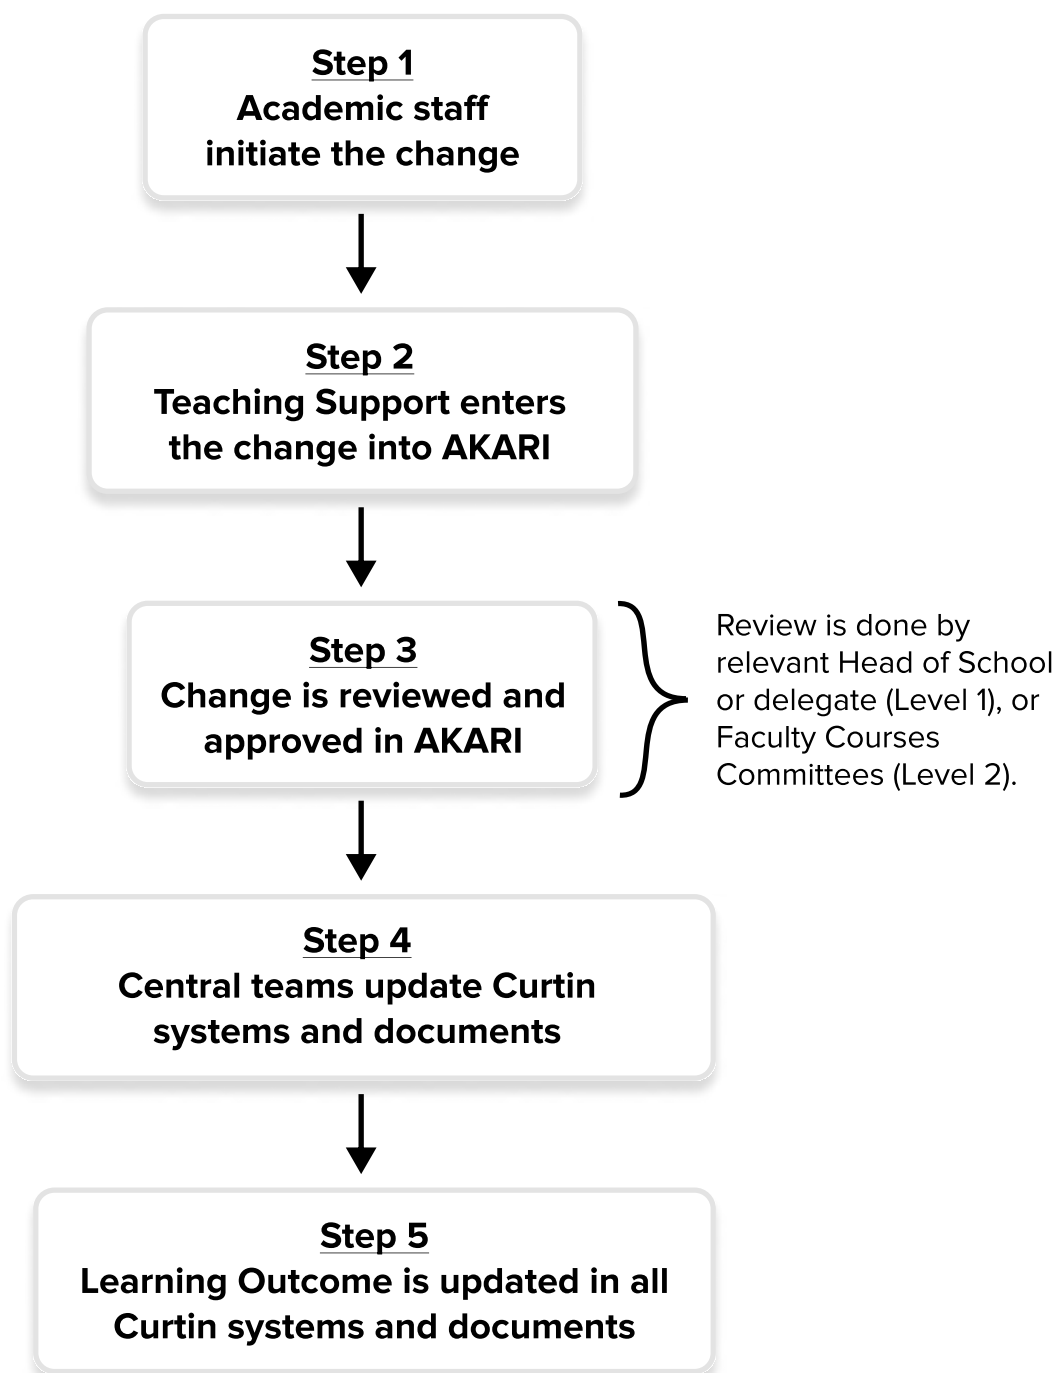 Step 1
Academic staff
initiate the change
Step 2
Teaching Support enters
the change into AKARI
Step 3
Change is reviewed and
approved in AKARI
Review is done by
relevant Head of School
or delegate (Level 1), or
Faculty Courses
Committees (Level 2).
Step 4
Central teams update Curtin
systems and documents
Step 5
Learning Outcome is updated in all
Curtin systems and documents